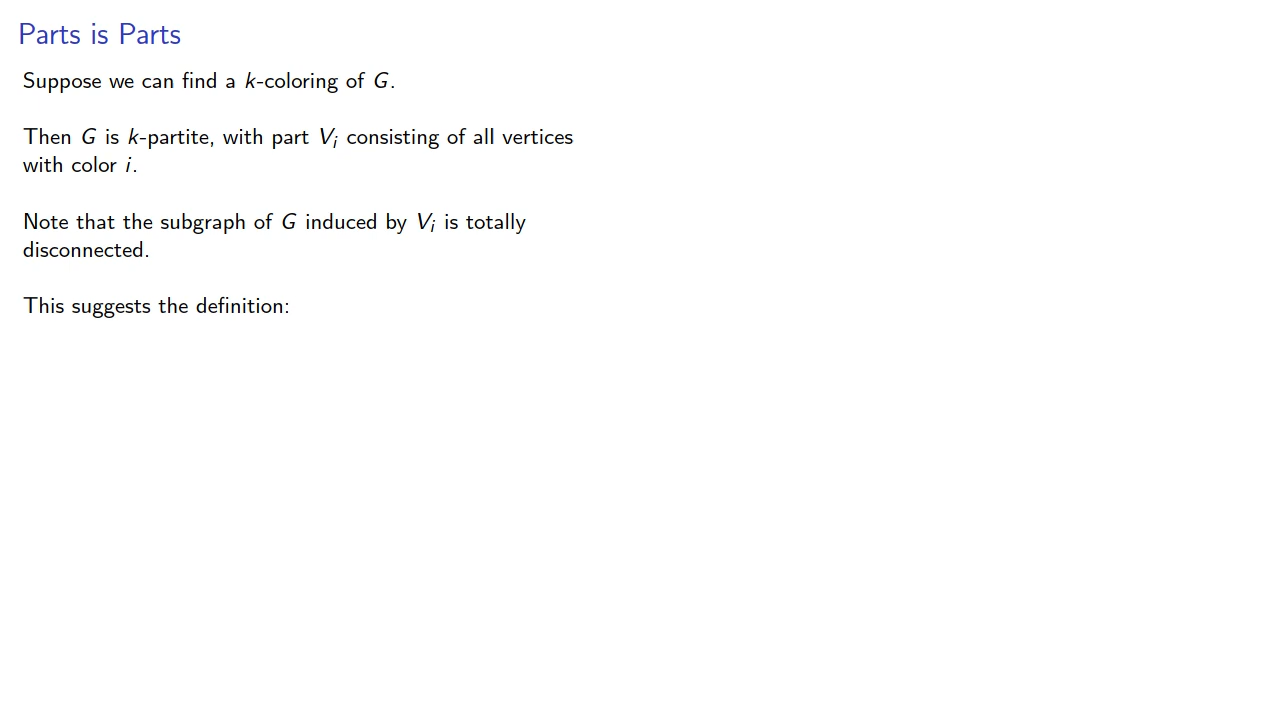 Parts is Parts
Suppose we can find a k-coloring of G.
Then G is k-partite, with part V_i consisting of all vertices
with color i.
Note that the subgraph of G induced by V_i is totally
disconnected.
This suggests the definition: